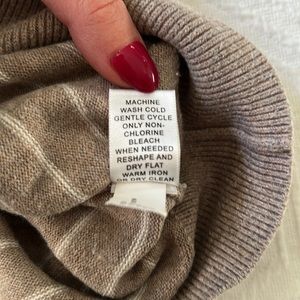 MACHINE
WASH COLD
GENTLE CYCLE
ONLY NON-
CHLORINE
BLEACH
WHEN NEEDED
RESHAPE AND
DRY FLAT
WARM IRON
OR DRY CLEAN